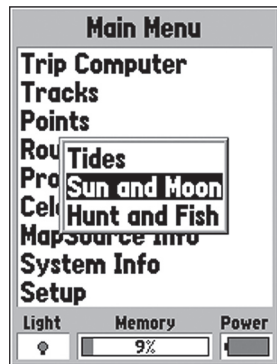 Main Menu
Trip Computer
Tracks
Points
Rou
Tides
Pro
Sun and Moon
Cele
Hunt and Fish
MapSource Info
System Info
Setup
Light Memory Power
9%